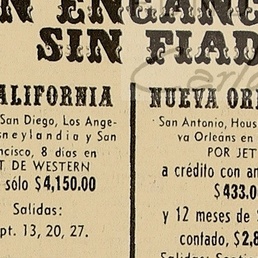 N ENGANC
SIN FIAD
ALIFORNIA
San Diego, Los Ange-
sneylandia y San
ncisco, 8 días en
T DE WESTERN
sólo $4,150.00
Salidas:
pt. 13, 20, 27.
NUEVA OR
San Antonio, Hous
va Orleáns en
POR JET
a crédito con an
$433.0
y 12 meses de
contado, $2,8